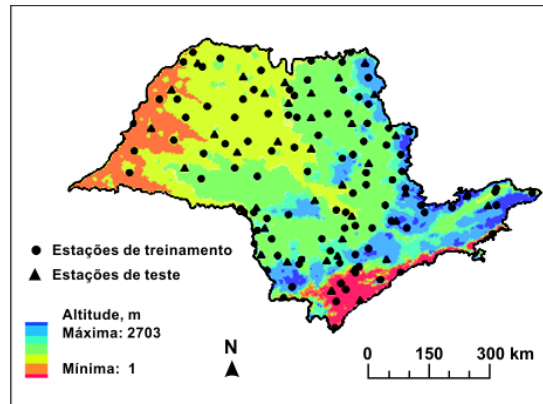 Estações de treinamento
Estações de teste
Altitude, m
Máxima: 2703
Mínima: 1
N
0 150 300 km